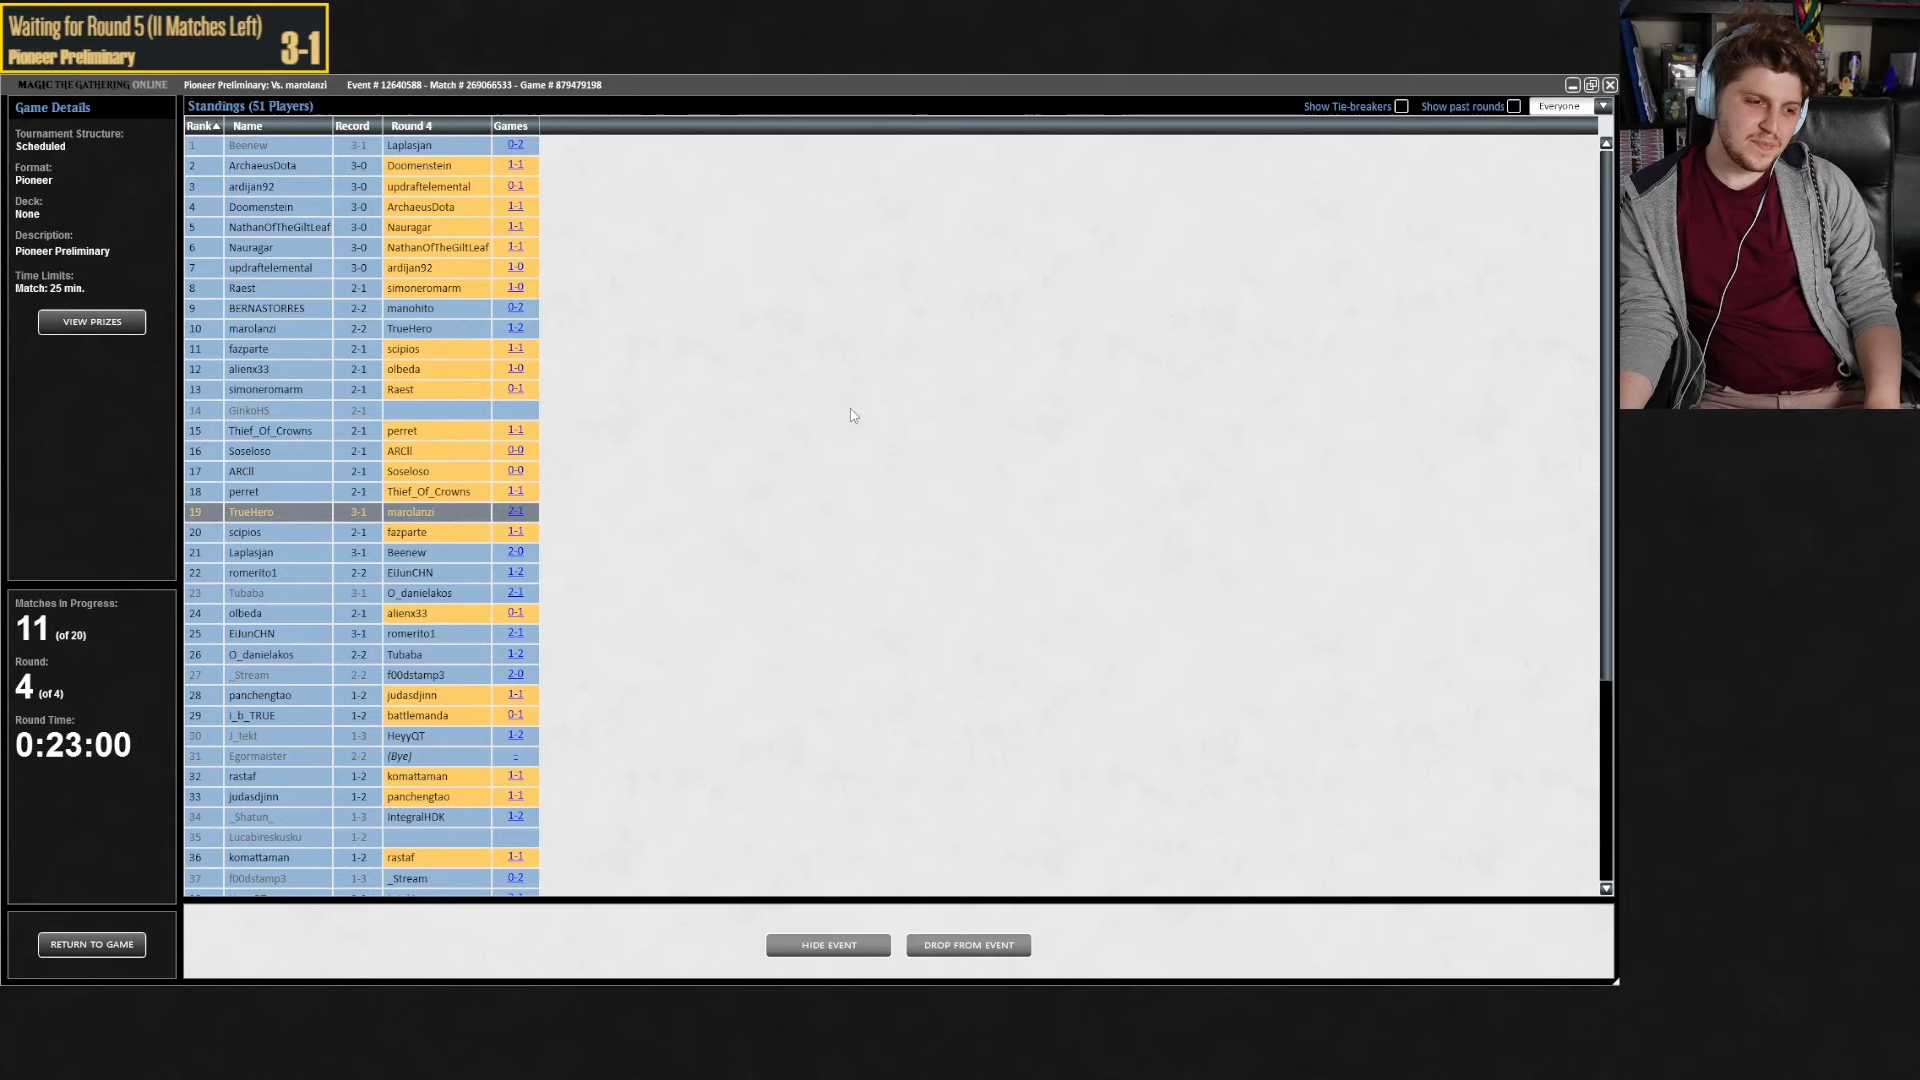 Waiting for Round 5 (11 Matches Left)
Pioneer Preliminary
3-1
MAGIC THE GATHERING ONLINE
Pioneer Preliminary: Vs. marolanzi Event # 12640588 - Match # 269066533 - Game # 879479198
Game Details
Tournament Structure:
Scheduled
Format:
Pioneer
Deck:
None
Description:
Pioneer Preliminary
Time Limits:
Match: 25 min.
VIEW PRIZES
Matches In Progress:
11 (of 20)
Round:
4 (of 4)
Round Time:
0:23:00
RETURN TO GAME
Standings (51 Players)
Show Tie-breakers Show past rounds Everyone
Rank Name Record Round 4 Games
1 Beenew 3-1 Laplasjan 0-2
2 ArchaeusDota 3-0 Doomenstein 1-1
3 ardijan92 3-0 updraftelemental 0-1
4 Doomenstein 3-0 ArchaeusDota 1-1
5 NathanOfTheGiltLeaf 3-0 Nauragar 1-1
6 Nauragar 3-0 NathanOfTheGiltLeaf 1-1
7 updraftelemental 3-0 ardijan92 1-0
8 Raest 2-1 simoneromarm 1-0
9 BERNASTORRES 2-2 manohito 0-2
10 marolanzi 2-2 TrueHero 1-2
11 fazparte 2-1 scipios 1-1
12 alienx33 2-1 olbeda 1-0
13 simoneromarm 2-1 Raest 0-1
14 GinkoHS 2-1
15 Thief_Of_Crowns 2-1 perret 1-1
16 Soseloso 2-1 ARCll 0-0
17 ARCll 2-1 Soseloso 0-0
18 perret 2-1 Thief_Of_Crowns 1-1
19 TrueHero 3-1 marolanzi 2-1
20 scipios 2-1 fazparte 1-1
21 Laplasjan 3-1 Beenew 2-0
22 romerito1 2-2 EiJunCHN 1-2
23 Tubaba 3-1 O_danielakos 2-1
24 olbeda 2-1 alienx33 0-1
25 EiJunCHN 3-1 romerito1 2-1
26 O_danielakos 2-2 Tubaba 1-2
27 _Stream 2-2 f00dstamp3 2-0
28 panchengtao 1-2 judasdjinn 1-1
29 i_b_TRUE 1-2 battlemanda 0-1
30 J_tekt 1-3 HeyyQT 1-2
31 Egormaister 2-2 (Bye) -
32 rastaf 1-2 komattaman 1-1
33 judasdjinn 1-2 panchengtao 1-1
34 _Shatun_ 1-3 IntegralHDK 1-2
35 Lucabireskusku 1-2
36 komattaman 1-2 rastaf 1-1
37 f00dstamp3 1-3 _Stream 0-2
HIDE EVENT DROP FROM EVENT